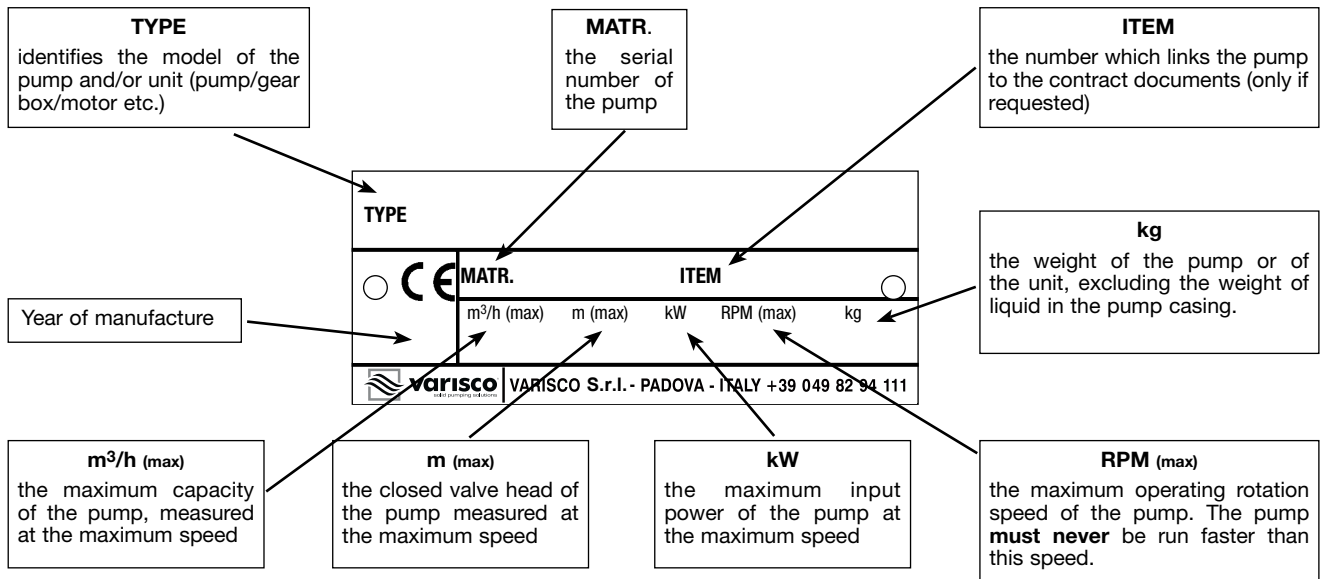 TYPE
identifies the model of the
pump and/or unit (pump/gear
box/motor etc.)
MATR.
the serial
number of
the pump
ITEM
the number which links the pump
to the contract documents (only if
requested)
TYPE
MATR.
ITEM
CE
m³/h (max) m (max) kW RPM (max) kg
varisco
solid pumping solutions
VARISCO S.r.l. - PADOVA - ITALY +39 049 82 94 111
Year of manufacture
kg
the weight of the pump or of
the unit, excluding the weight of
liquid in the pump casing.
m³/h (max)
the maximum capacity
of the pump, measured
at the maximum speed
m (max)
the closed valve head of
the pump measured at
the maximum speed
kW
the maximum input
power of the pump at
the maximum speed
RPM (max)
the maximum operating rotation
speed of the pump. The pump
must never be run faster than
this speed.